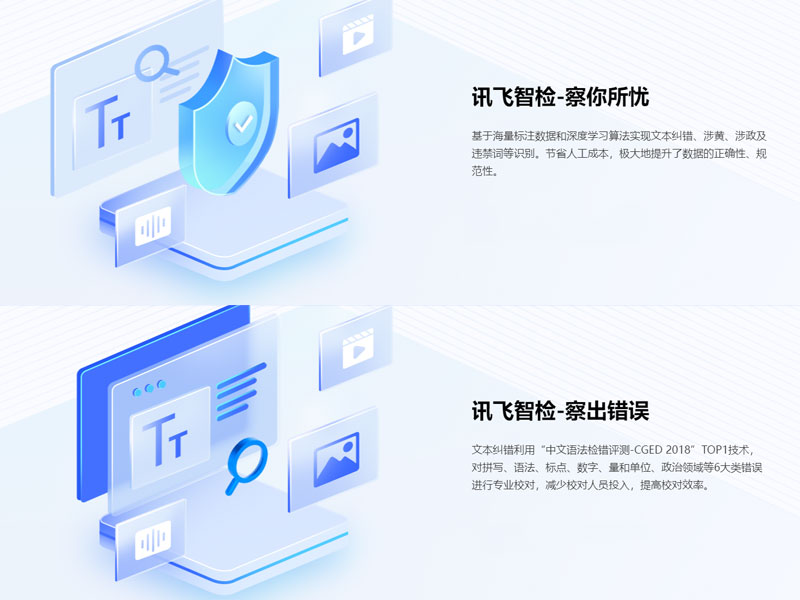 讯飞智检-察你所忧
基于海量标注数据和深度学习算法实现文本纠错、涉黄、涉政及
违禁词等识别。节省人工成本，极大地提升了数据的正确性、规
范性。
TT
讯飞智检-察出错误
文本纠错利用“中文语法检错评测-CGED 2018”TOP1技术，
对拼写、语法、标点、数字、量和单位、政治领域等6大类错误
进行专业校对，减少校对人员投入，提高校对效率。
TT